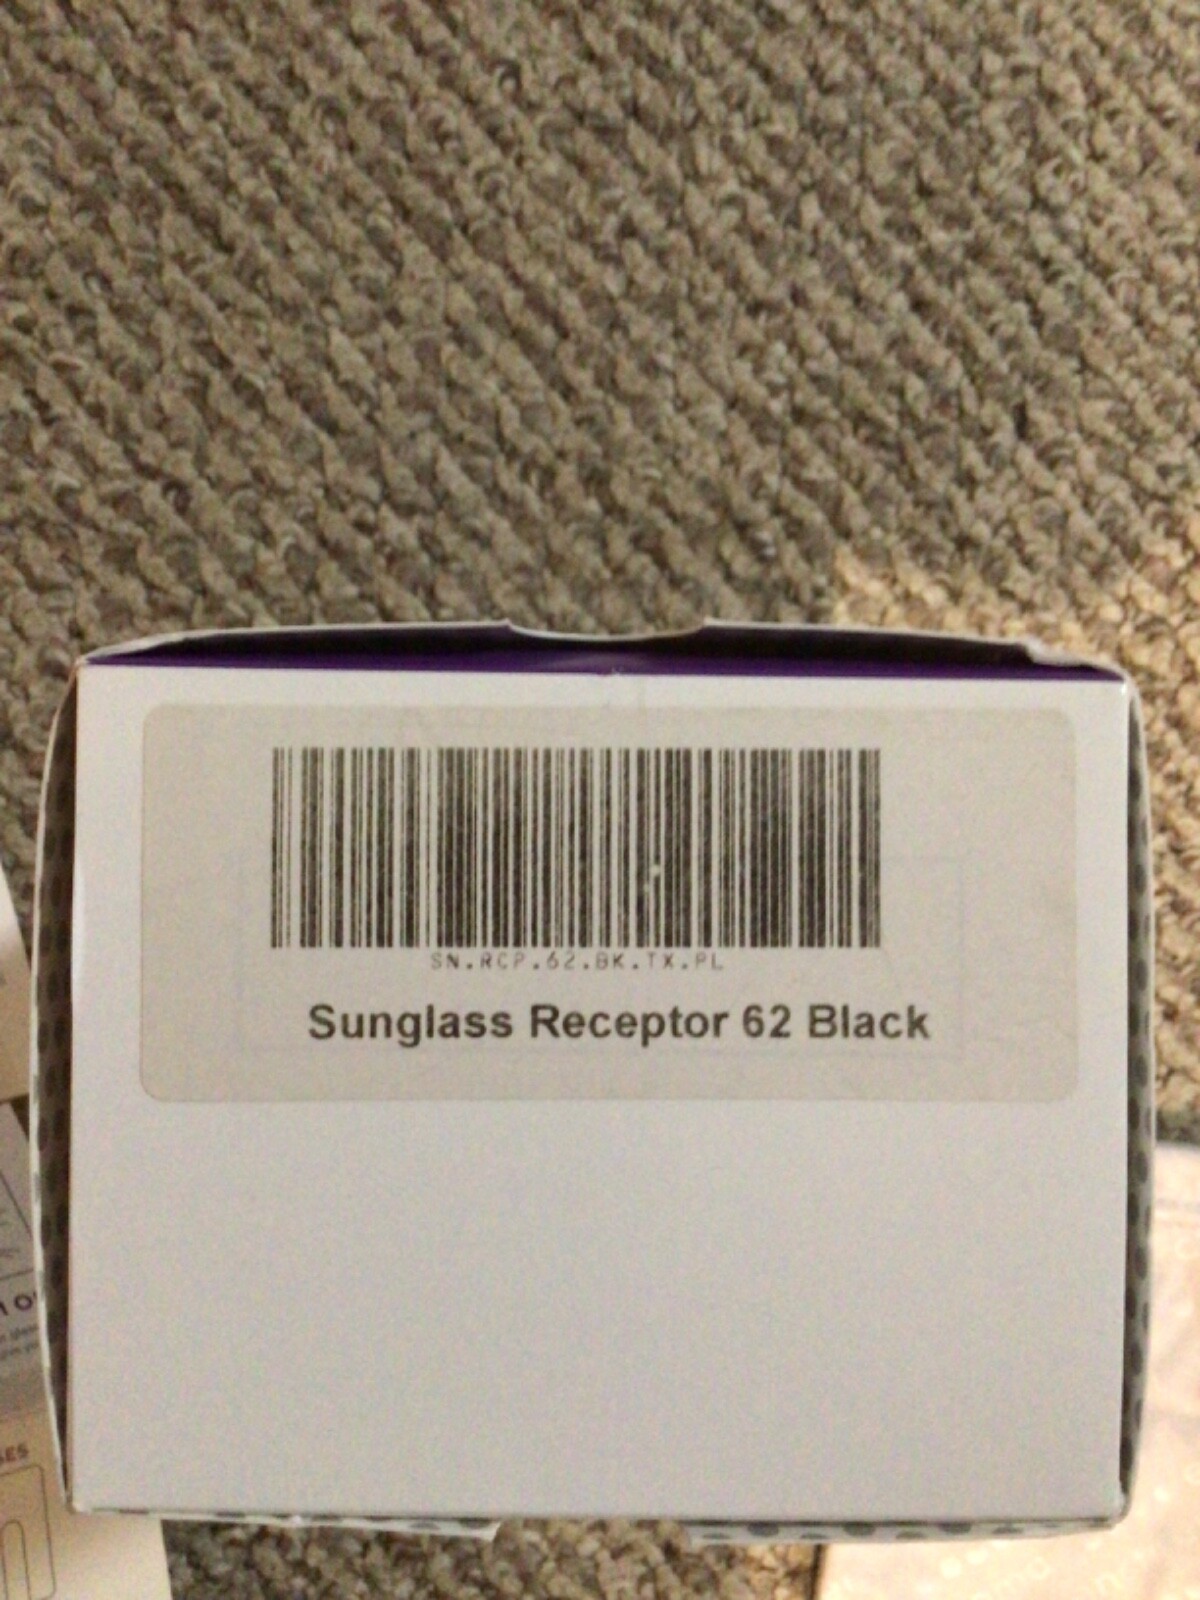 SN.RCP.62.BK.TX.PL
Sunglass Receptor 62 Black